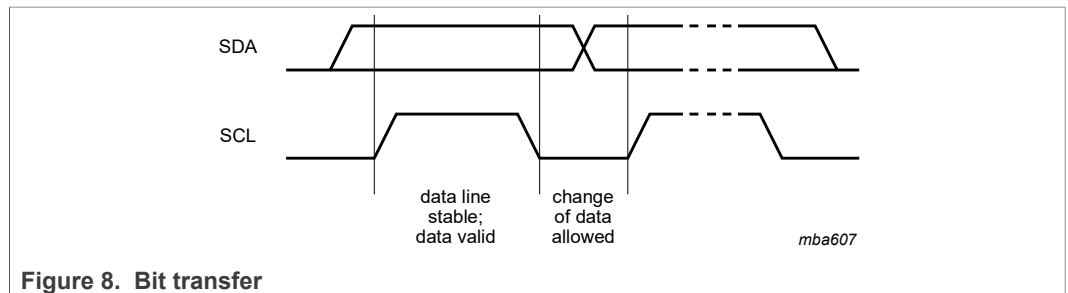 SDA
SCL
data line
stable;
data valid
change
of data
allowed
mba607
Figure 8. Bit transfer